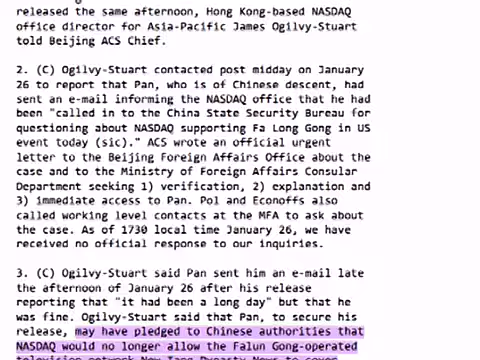 released the same afternoon, Hong Kong-based NASDAQ
office director for Asia-Pacific James Ogilvy-Stuart
told Beijing ACS Chief.
2. (C) Ogilvy-Stuart contacted post midday on January
26 to report that Pan, who is of Chinese descent, had
sent an e-mail informing the NASDAQ office that he had
been "called in to the China State Security Bureau for
questioning about NASDAQ supporting Fa Long Gong in US
event today (sic)." ACS wrote an official urgent
letter to the Beijing Foreign Affairs Office about the
case and to the Ministry of Foreign Affairs Consular
Department seeking 1) verification, 2) explanation and
3) immediate access to Pan. Pol and Econoffs also
called working level contacts at the MFA to ask about
the case. As of 1730 local time January 26, we have
received no official response to our inquiries.
3. (C) Ogilvy-Stuart said Pan sent him an e-mail late
the afternoon of January 26 after his release
reporting that "it had been a long day" but that he
was fine. Ogilvy-Stuart said that Pan, to secure his
release, may have pledged to Chinese authorities that
NASDAQ would no longer allow the Falun Gong-operated
television network New Tang Dynasty News to cover